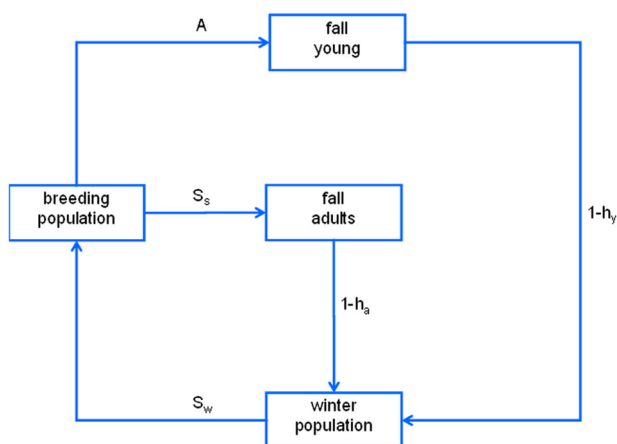 A
fall
young
breeding
population
S_s
fall
adults
1-h_y
1-h_a
S_w
winter
population